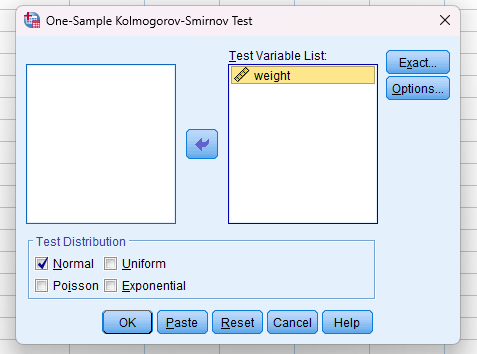 One-Sample Kolmogorov-Smirnov Test
Test Variable List:
weight
Exact...
Options...
Test Distribution
Normal Uniform
Poisson Exponential
OK Paste Reset Cancel Help